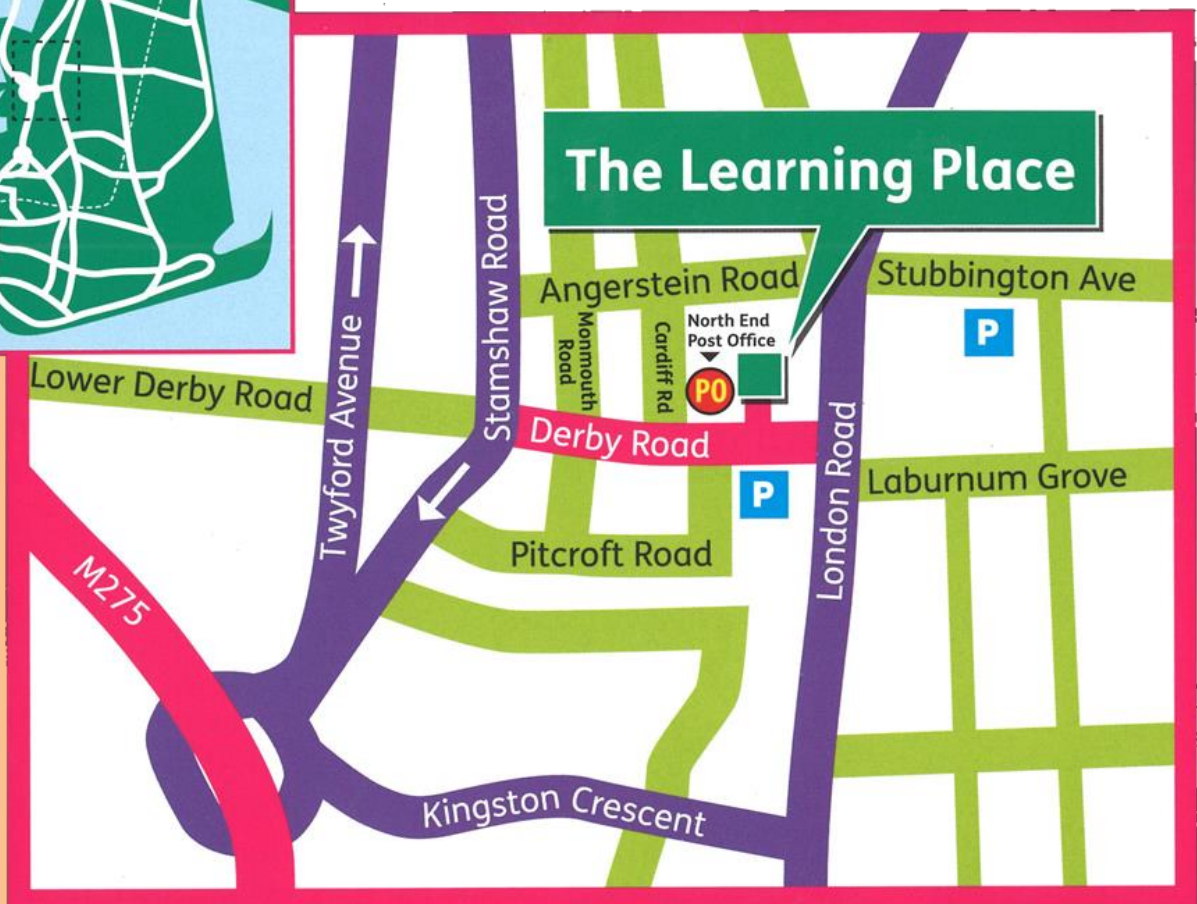 The Learning Place
Angerstein Road
Stubbington Ave
North End
Post Office
PO
P
Monmouth
Road
Cardiff Rd
Lower Derby Road
Twyford Avenue
Stamshaw Road
Derby Road
London Road
Laburnum Grove
P
Pitcroft Road
M275
Kingston Crescent